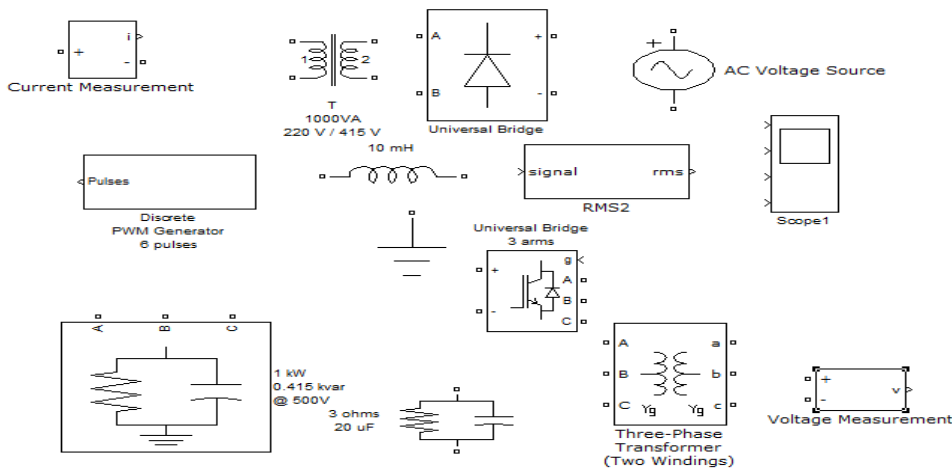 +
i
-
Current Measurement
1
2
T
1000VA
220 V / 415 V
A
+
B
-
Universal Bridge
+
AC Voltage Source
Pulses
Discrete
PWM Generator
6 pulses
10 mH
signal
rms
RMS2
Scope1
Universal Bridge
3 arms
g
+
A
B
-
C
A
B
C
1 kW
0.415 kvar
@ 500V
3 ohms
20 uF
A
a
B
b
C
c
Yg
Yg
Three-Phase
Transformer
(Two Windings)
+
v
-
Voltage Measurement